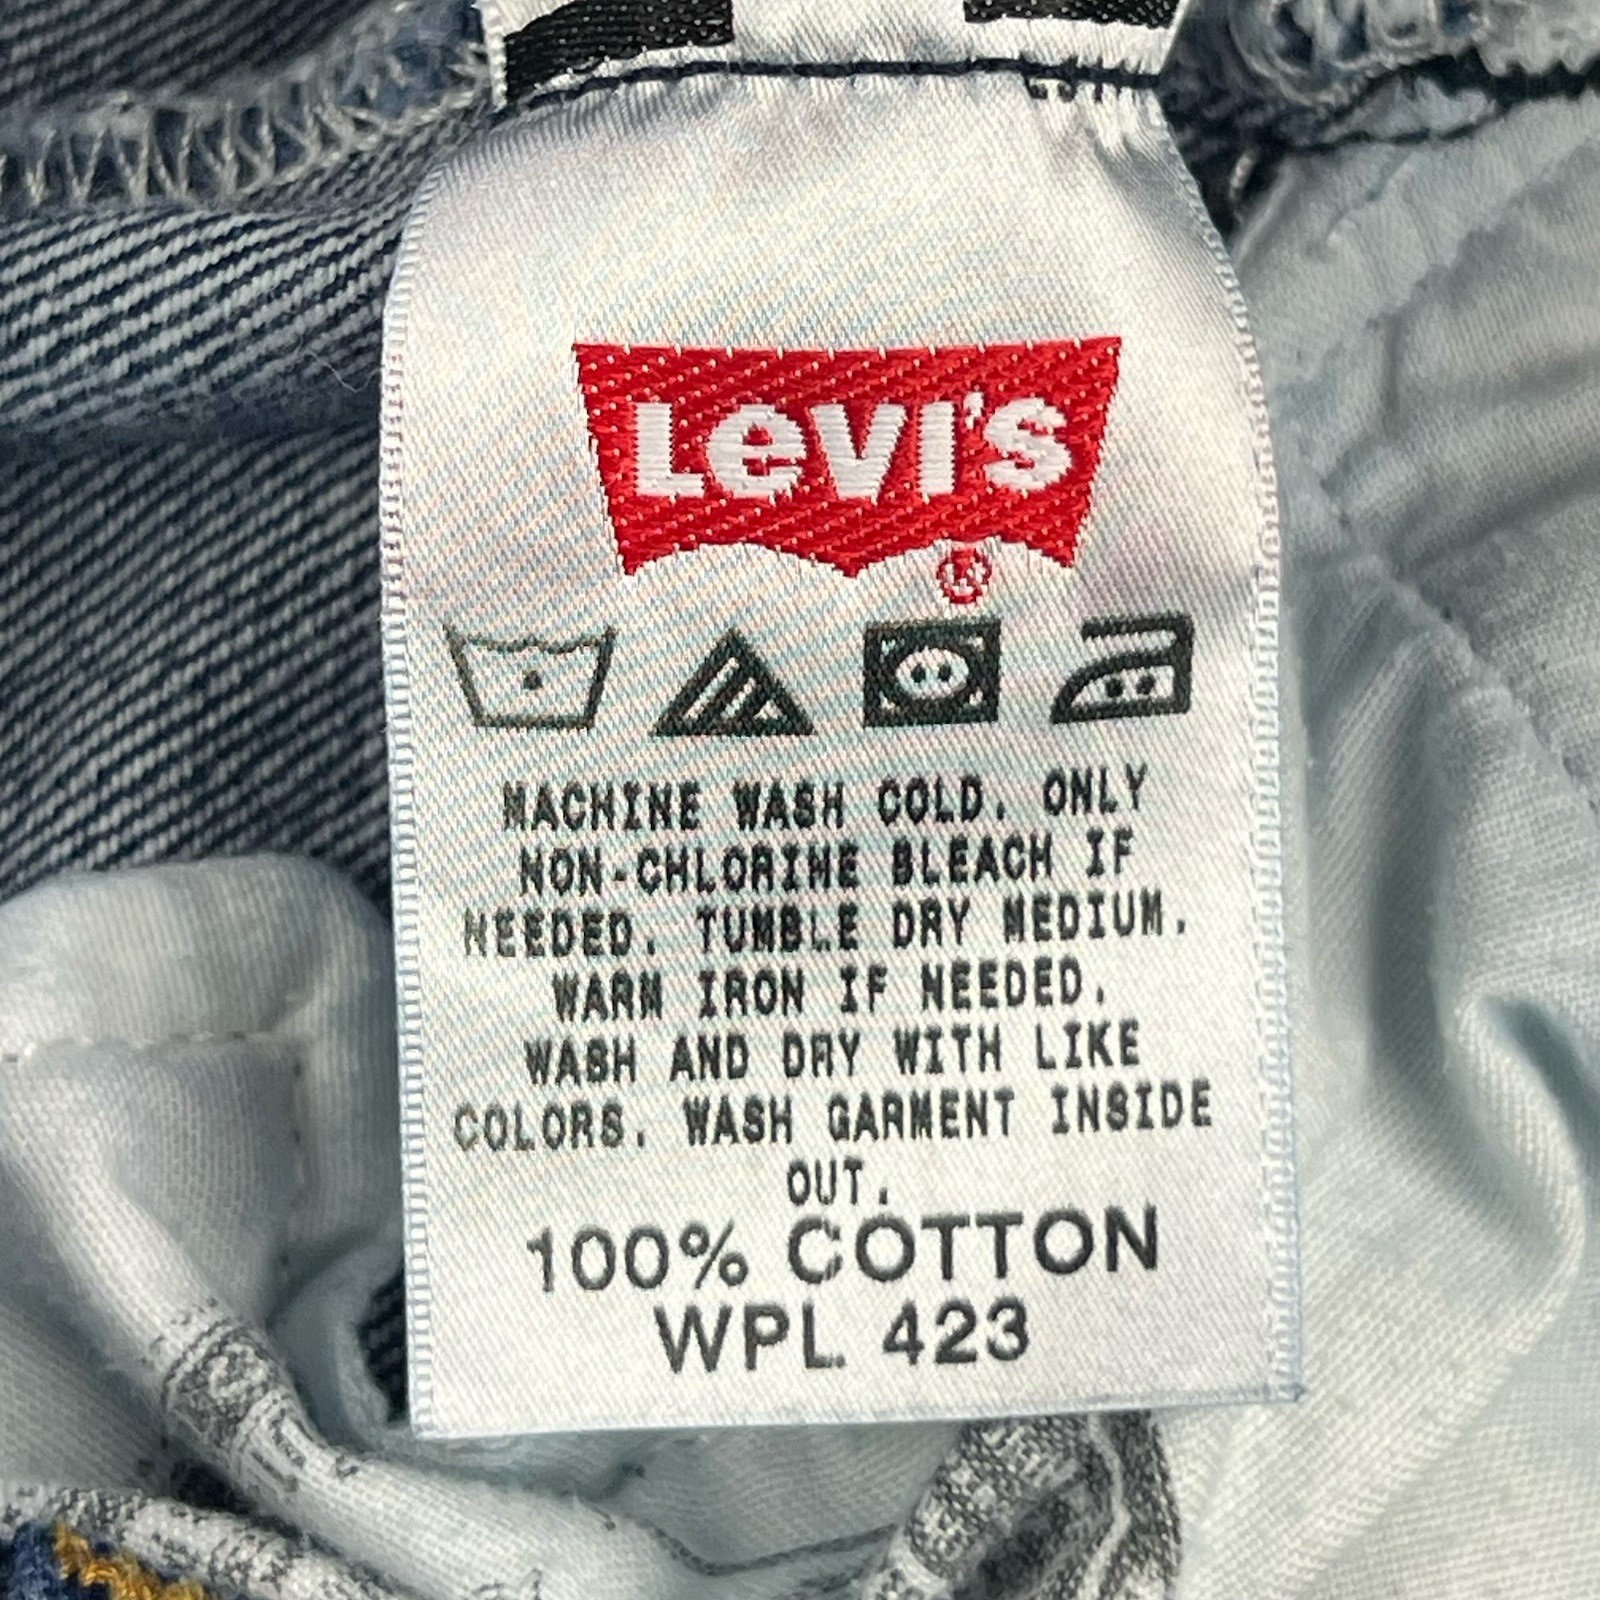 Levi's
®
MACHINE WASH COLD. ONLY
NON-CHLORINE BLEACH IF
NEEDED. TUMBLE DRY MEDIUM.
WARM IRON IF NEEDED.
WASH AND DRY WITH LIKE
COLORS. WASH GARMENT INSIDE
OUT.
100% COTTON
WPL 423